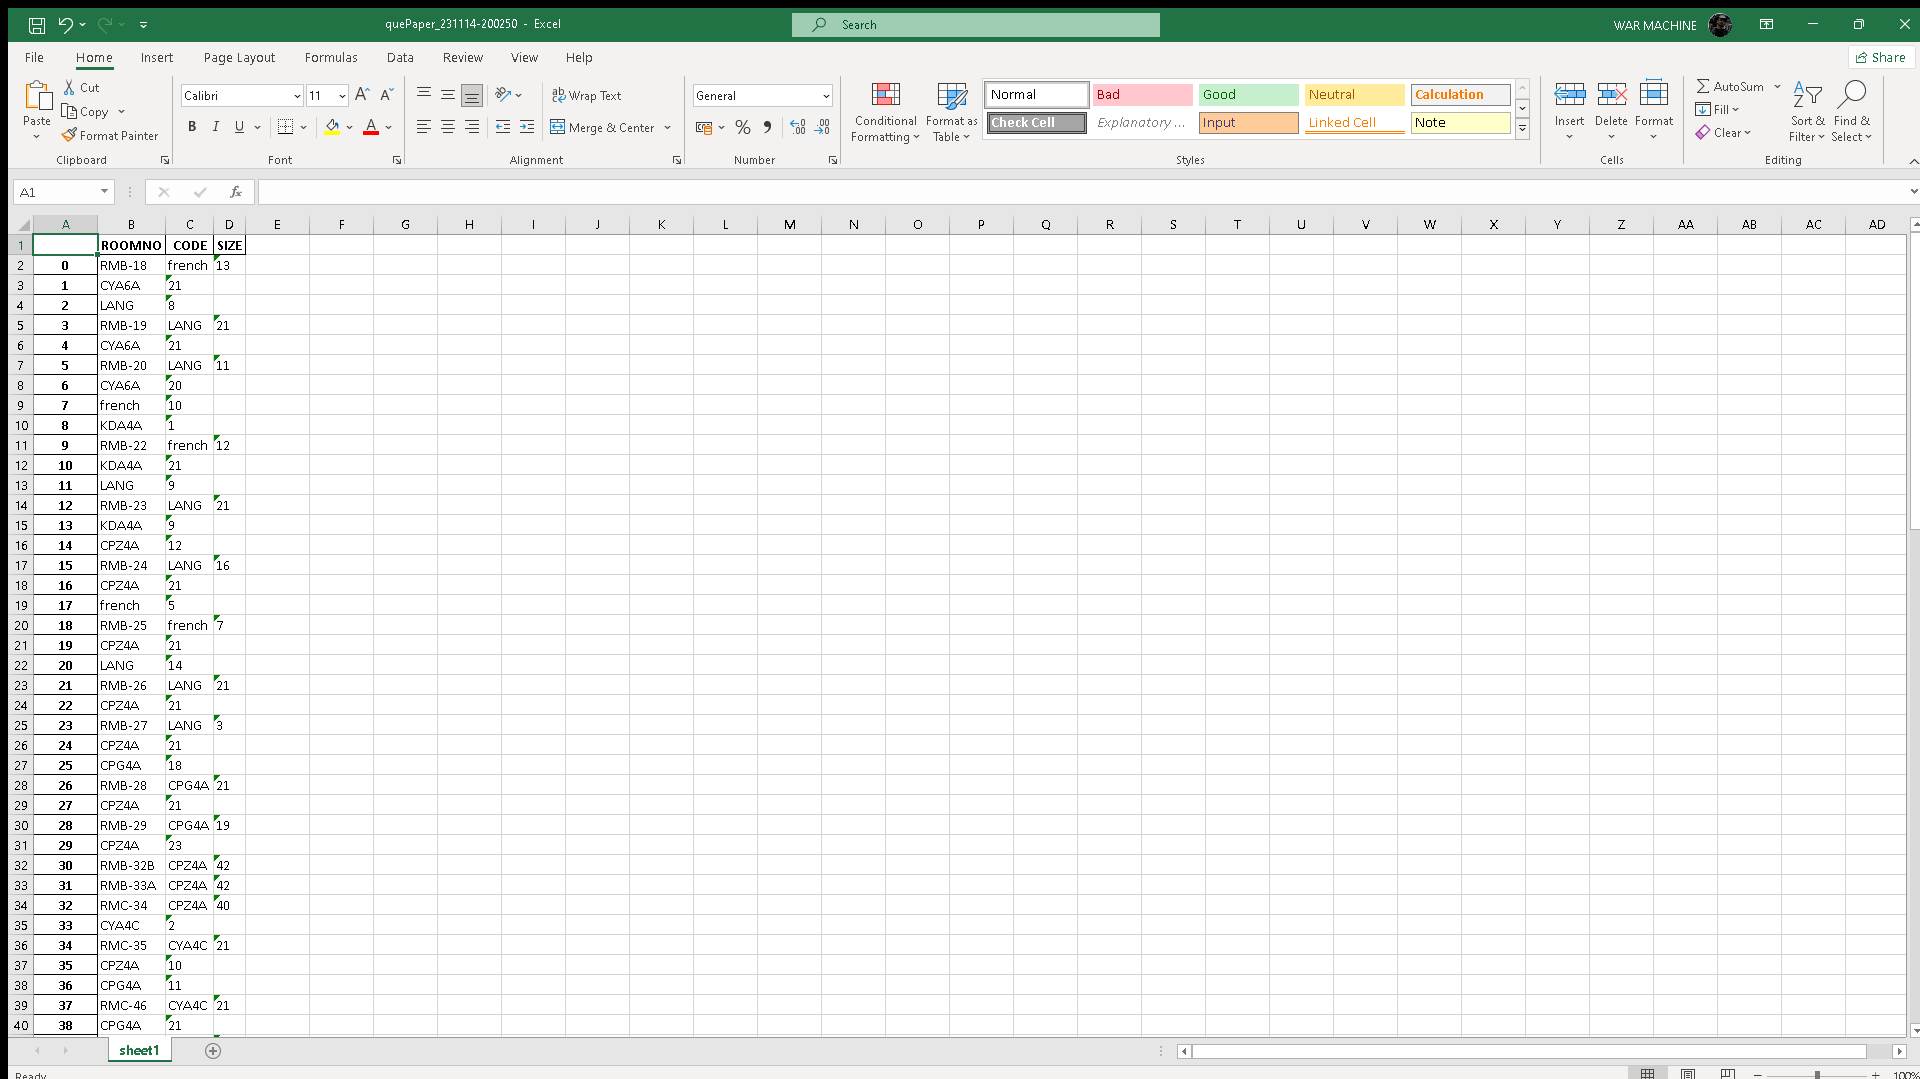 quePaper_231114-200250 - Excel
Search
WAR MACHINE
File Home Insert Page Layout Formulas Data Review View Help
Share
Paste
Cut
Copy
Format Painter
Clipboard
Calibri 11
B I U
Font
Wrap Text
Merge & Center
Alignment
General
Number
Conditional Formatting
Format as Table
Normal Bad Good Neutral Calculation
Check Cell Explanatory ... Input Linked Cell Note
Styles
Insert Delete Format
Cells
AutoSum
Fill
Clear
Sort & Filter
Find & Select
Editing
A1
fx
A B C D E F G H I J K L M N O P Q R S T U V W X Y Z AA AB AC AD
1 ROOMNO CODE SIZE
2 0 RMB-18 french 13
3 1 CYA6A 21
4 2 LANG 8
5 3 RMB-19 LANG 21
6 4 CYA6A 21
7 5 RMB-20 LANG 11
8 6 CYA6A 20
9 7 french 10
10 8 KDA4A 1
11 9 RMB-22 french 12
12 10 KDA4A 21
13 11 LANG 9
14 12 RMB-23 LANG 21
15 13 KDA4A 9
16 14 CPZ4A 12
17 15 RMB-24 LANG 16
18 16 CPZ4A 21
19 17 french 5
20 18 RMB-25 french 7
21 19 CPZ4A 21
22 20 LANG 14
23 21 RMB-26 LANG 21
24 22 CPZ4A 21
25 23 RMB-27 LANG 3
26 24 CPZ4A 21
27 25 CPG4A 18
28 26 RMB-28 CPG4A 21
29 27 CPZ4A 21
30 28 RMB-29 CPG4A 19
31 29 CPZ4A 23
32 30 RMB-32B CPZ4A 42
33 31 RMB-33A CPZ4A 42
34 32 RMC-34 CPZ4A 40
35 33 CYA4C 2
36 34 RMC-35 CYA4C 21
37 35 CPZ4A 10
38 36 CPG4A 11
39 37 RMC-46 CYA4C 21
40 38 CPG4A 21
sheet1
Ready
100%